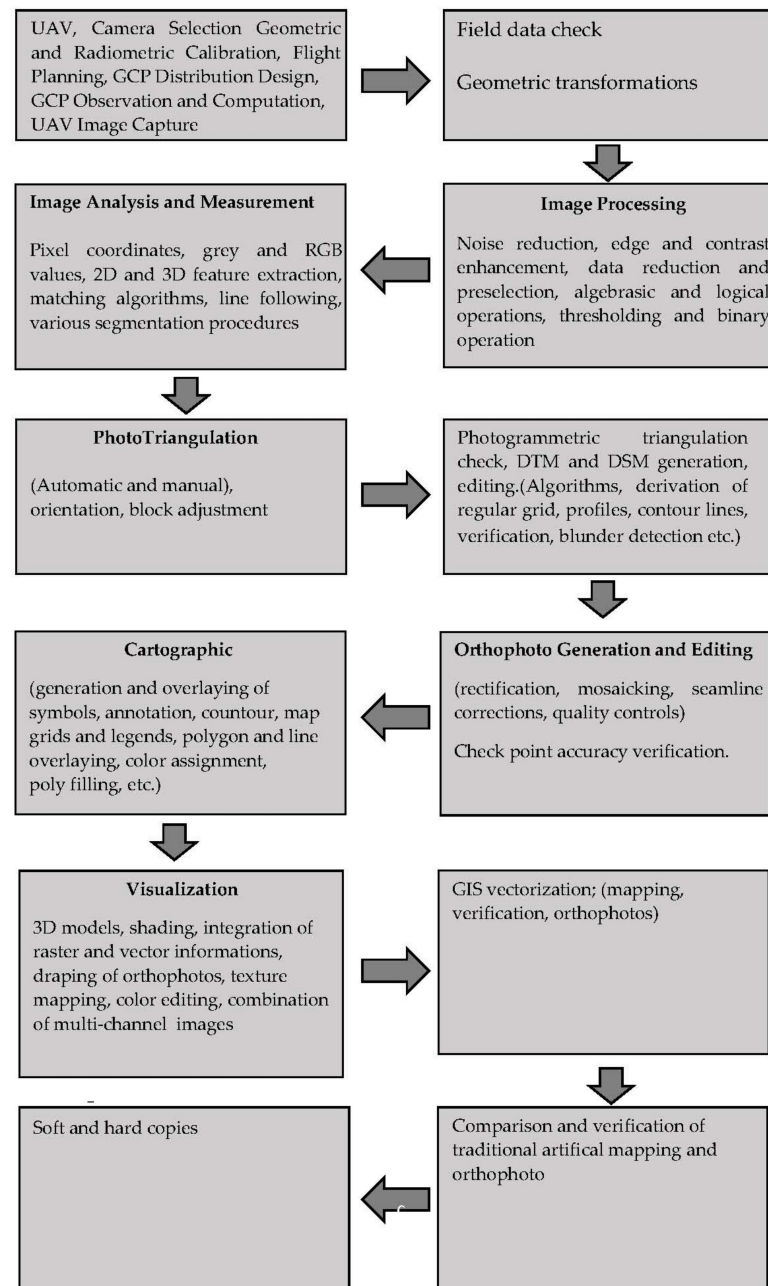 UAV, Camera Selection Geometric
and Radiometric Calibration, Flight
Planning, GCP Distribution Design,
GCP Observation and Computation,
UAV Image Capture
Field data check
Geometric transformations
Image Processing
Noise reduction, edge and contrast
enhancement, data reduction and
preselection, algebrasic and logical
operations, thresholding and binary
operation
Image Analysis and Measurement
Pixel coordinates, grey and RGB
values, 2D and 3D feature extraction,
matching algorithms, line following,
various segmentation procedures
PhotoTriangulation
(Automatic and manual),
orientation, block adjustment
Photogrammetric triangulation
check, DTM and DSM generation,
editing.(Algorithms, derivation of
regular grid, profiles, contour lines,
verification, blunder detection etc.)
Orthophoto Generation and Editing
(rectification, mosaicking, seamline
corrections, quality controls)
Check point accuracy verification.
Cartographic
(generation and overlaying of
symbols, annotation, countour, map
grids and legends, polygon and line
overlaying, color assignment,
poly filling, etc.)
Visualization
3D models, shading, integration of
raster and vector informations,
draping of orthophotos, texture
mapping, color editing, combination
of multi-channel images
GIS vectorization; (mapping,
verification, orthophotos)
Comparison and verification of
traditional artifical mapping and
orthophoto
Soft and hard copies